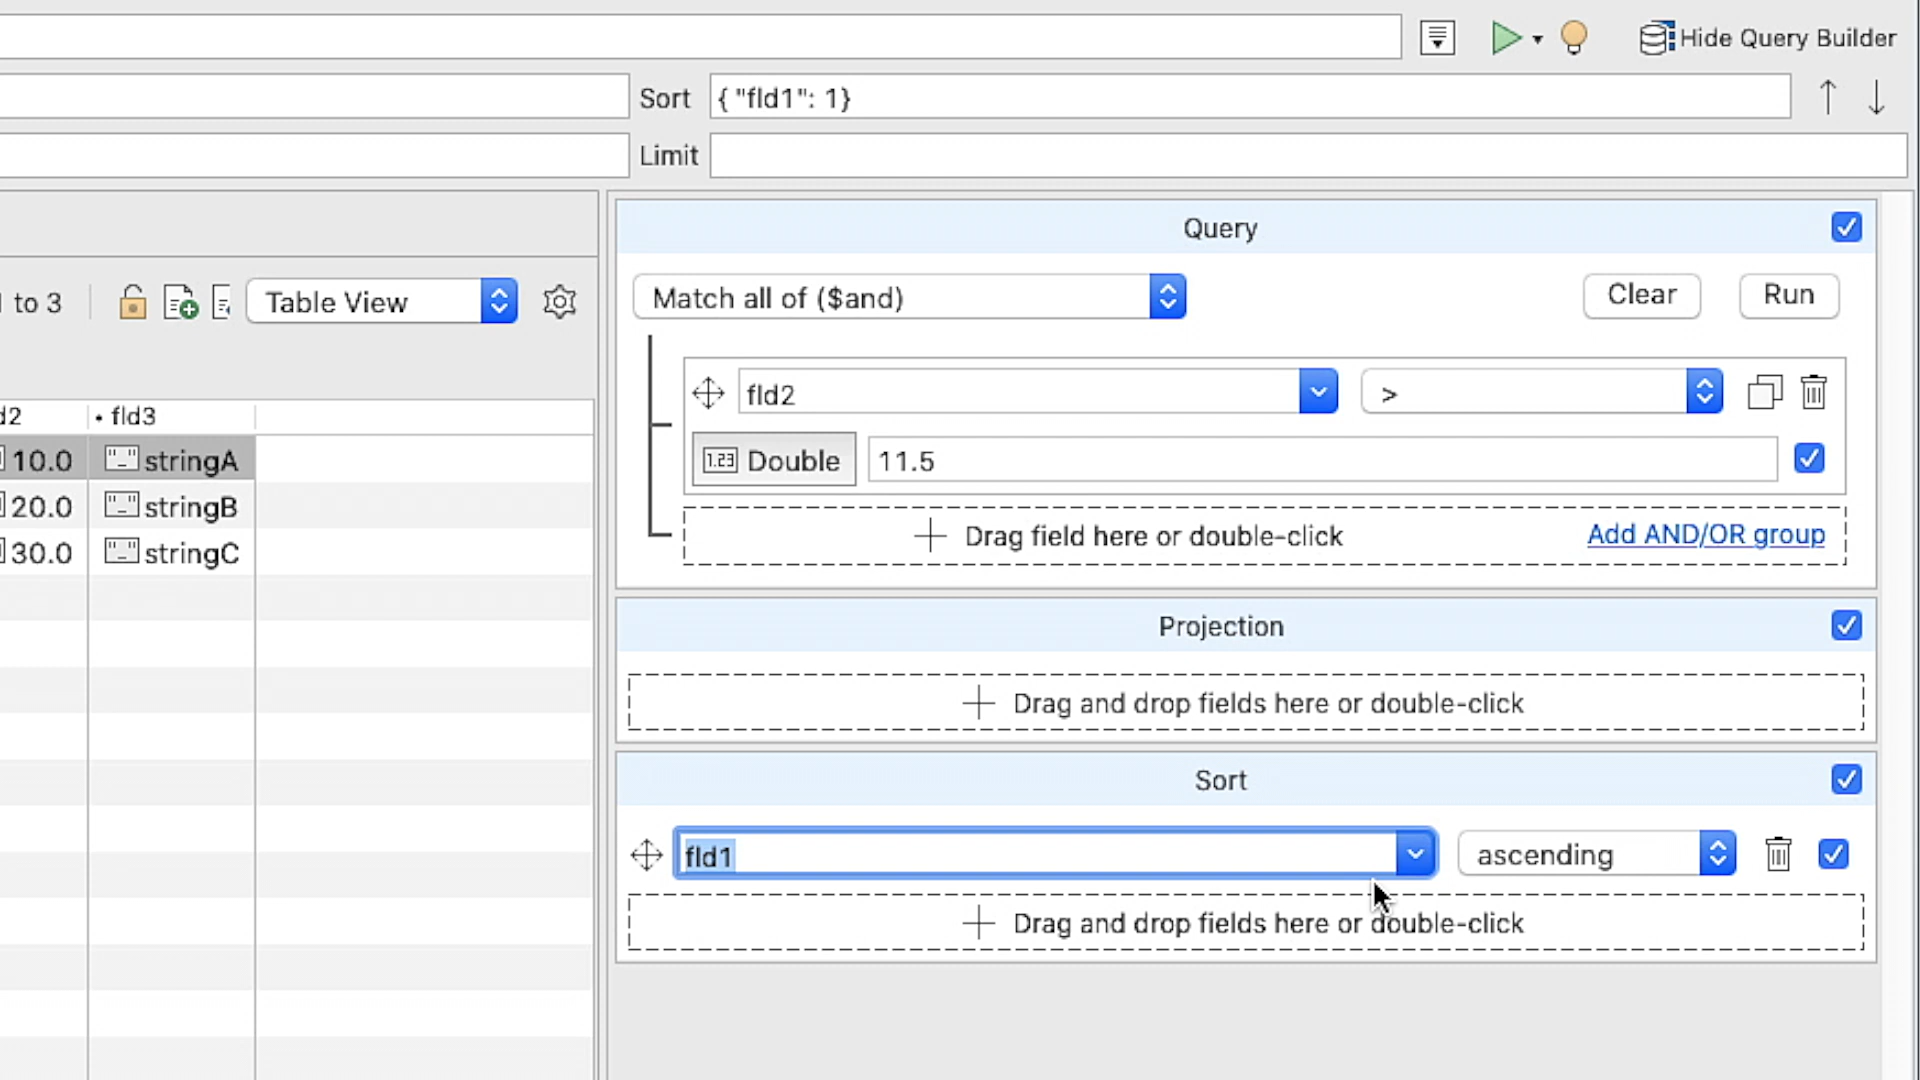 Hide Query Builder
Sort { "fld1": 1}
Limit
Query
to 3 Table View
Match all of ($and) Clear Run
fld2 >
d2 • fld3
10.0 "_" stringA
1.23 Double 11.5
20.0 "_" stringB
Drag field here or double-click Add AND/OR group
30.0 "_" stringC
Projection
Drag and drop fields here or double-click
Sort
fld1 ascending
Drag and drop fields here or double-click